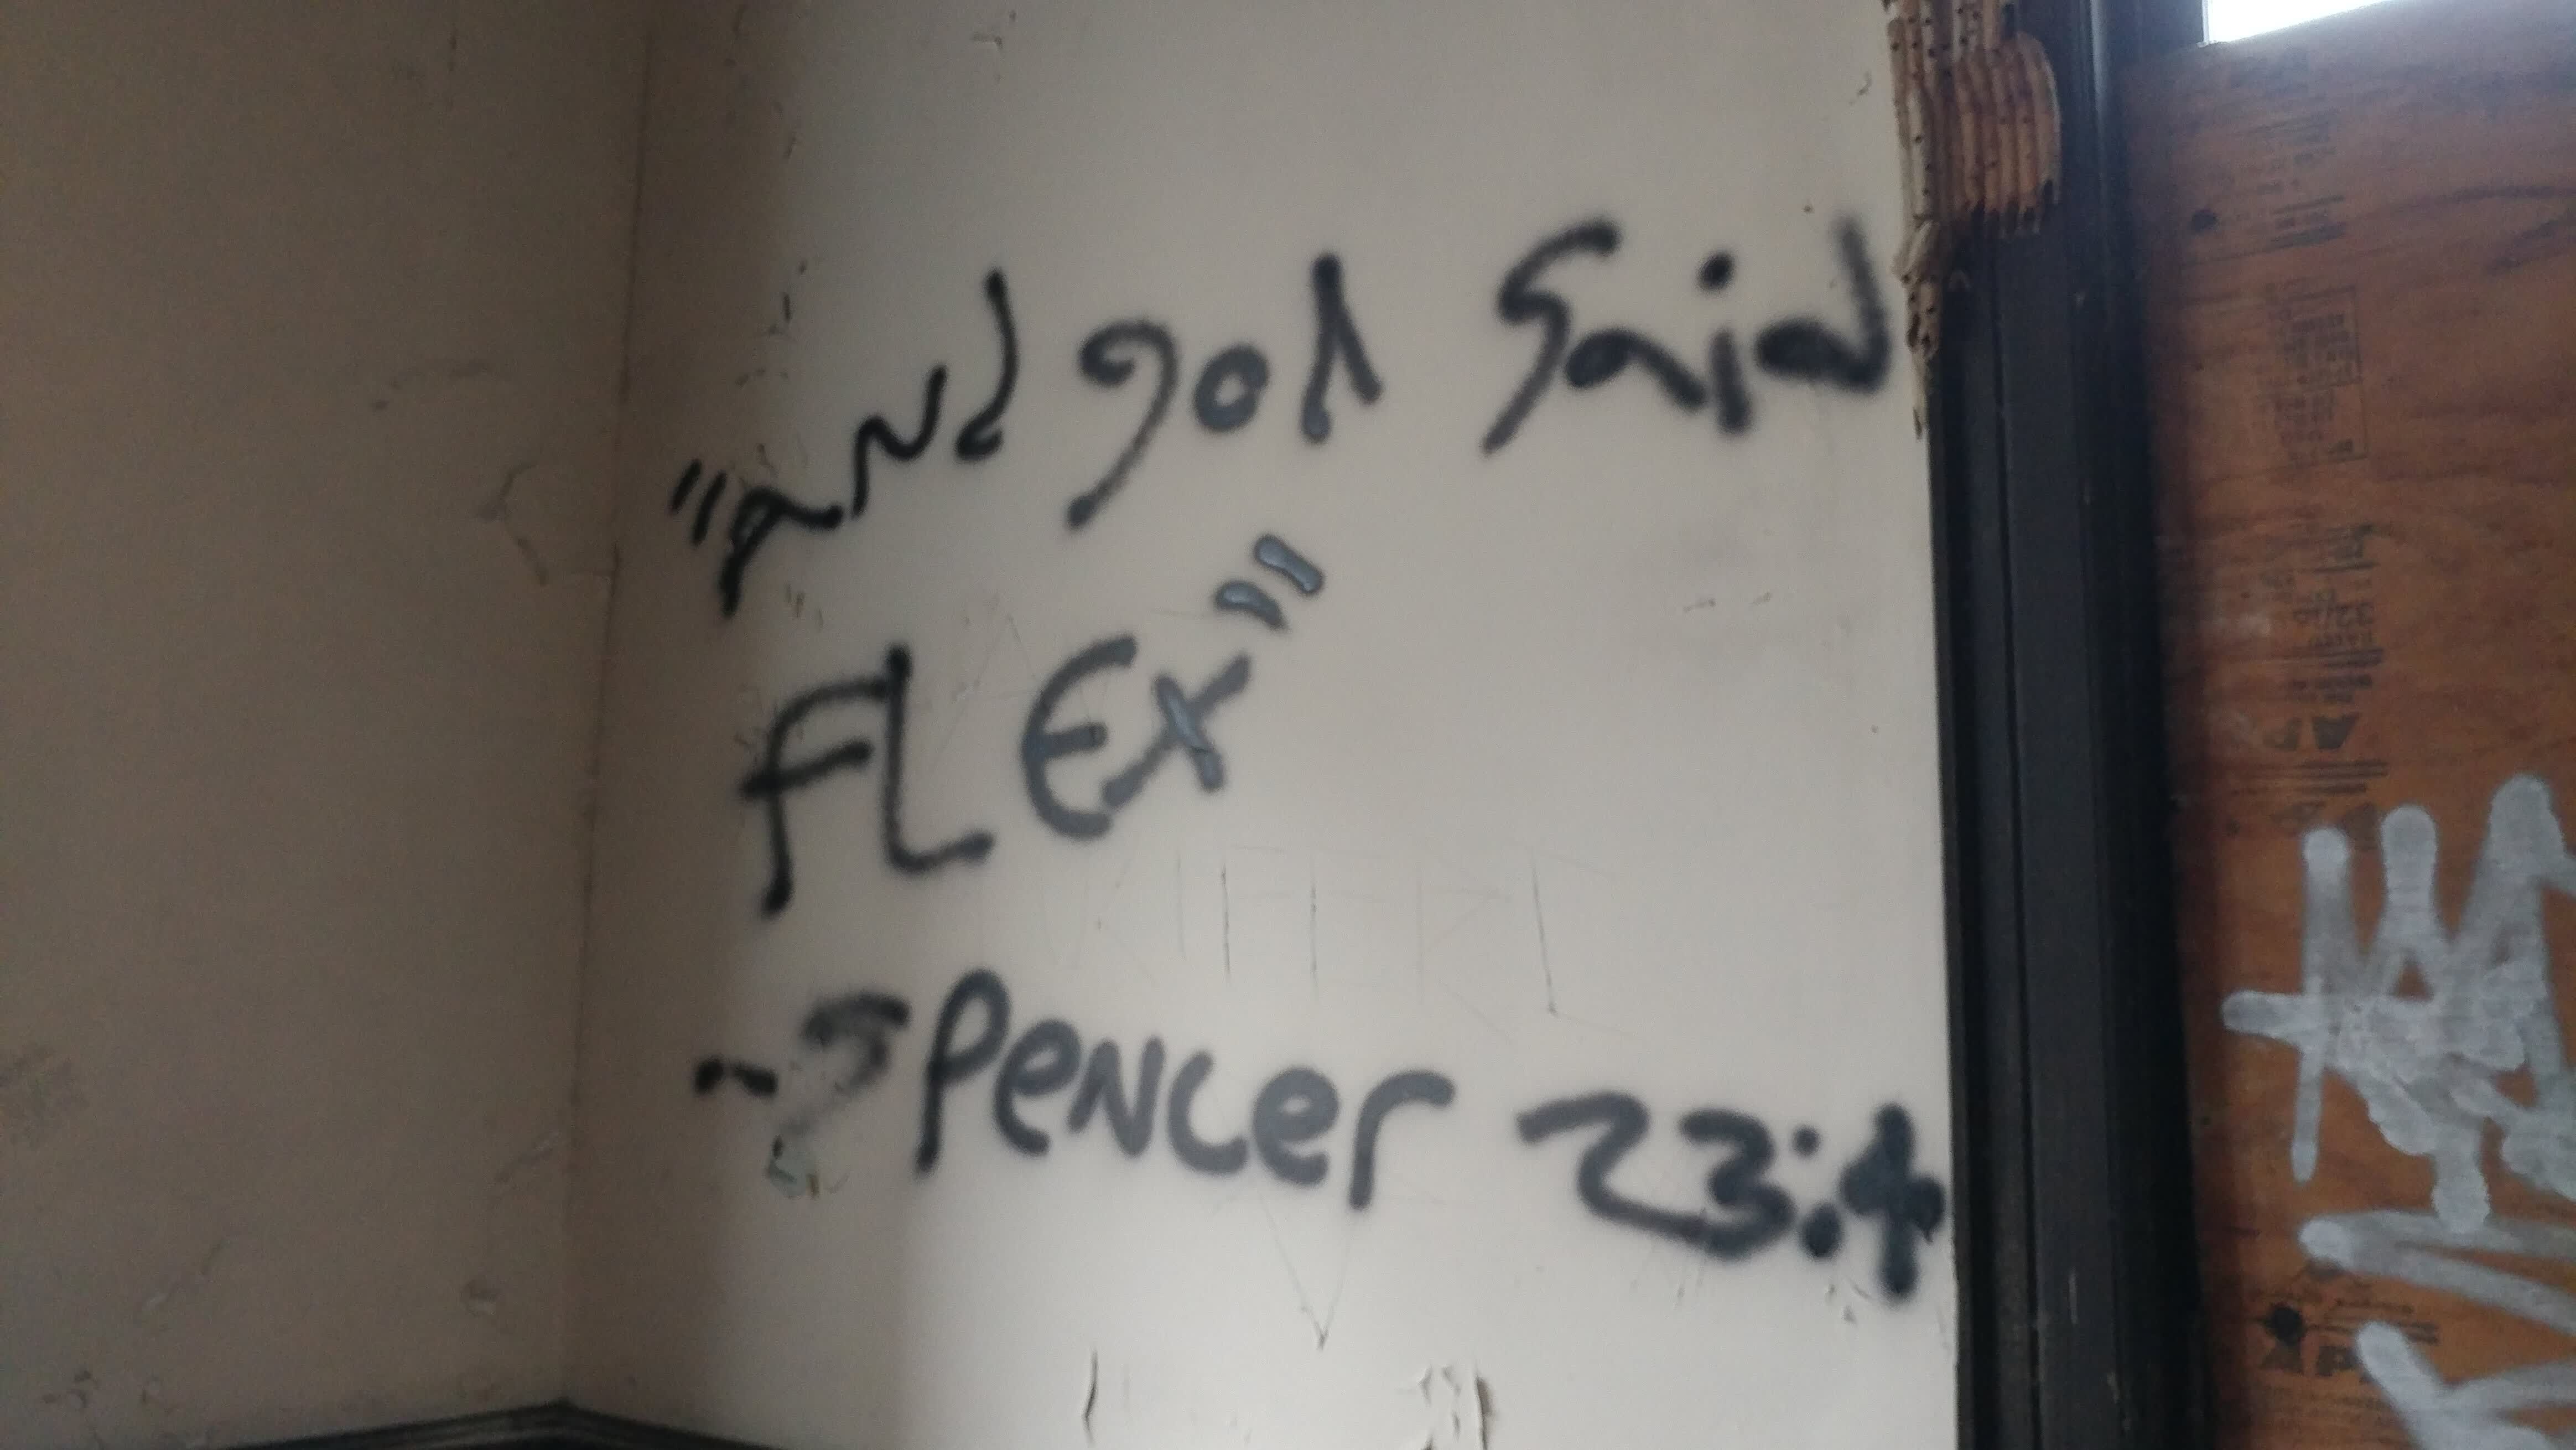 "and god said
FLEX"
~Spencer 23:4